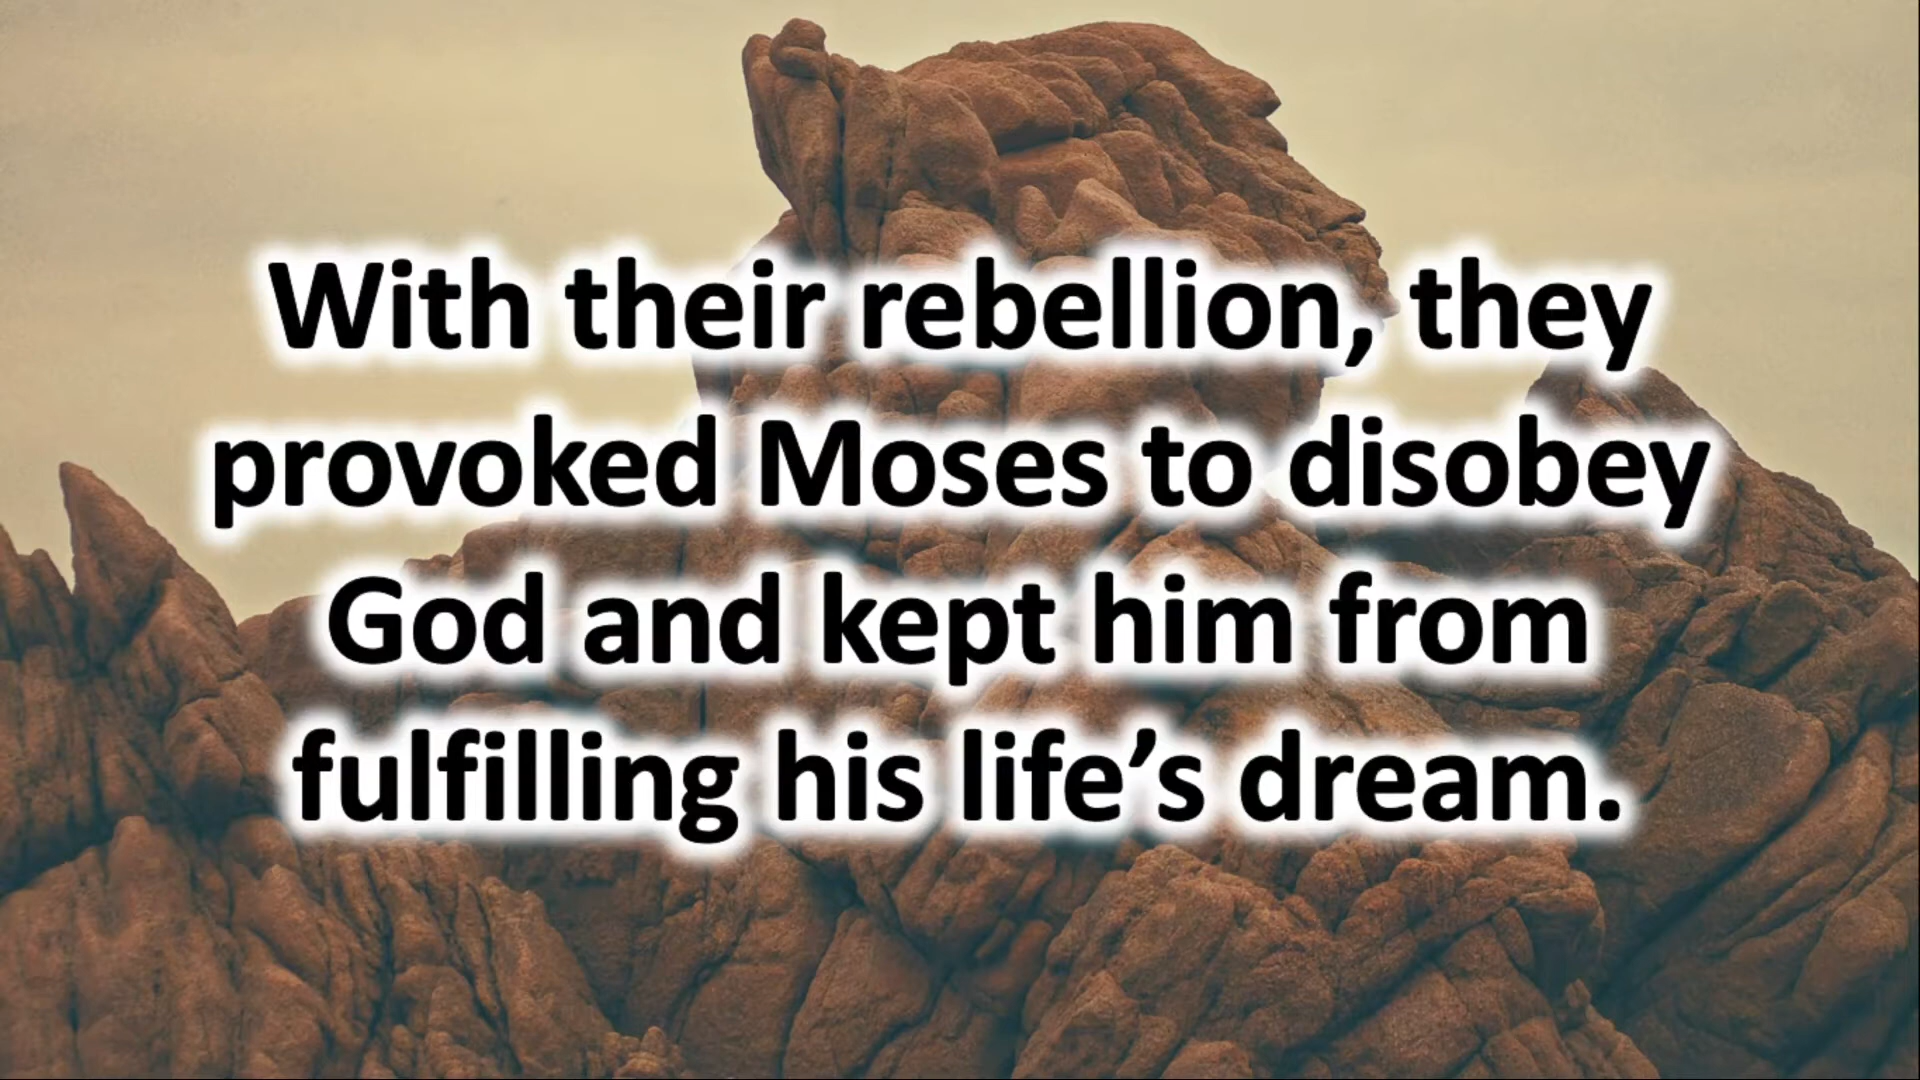 With their rebellion, they
provoked Moses to disobey
God and kept him from
fulfilling his life’s dream.